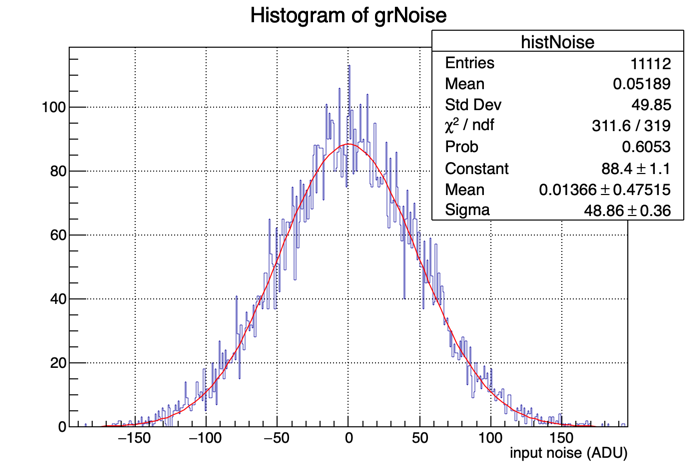 Histogram of grNoise
histNoise
Entries 11112
Mean 0.05189
Std Dev 49.85
χ² / ndf 311.6 / 319
Prob 0.6053
Constant 88.4 ± 1.1
Mean 0.01366 ± 0.47515
Sigma 48.86 ± 0.36
100
80
60
40
20
0
−150 −100 −50 0 50 100 150
input noise (ADU)